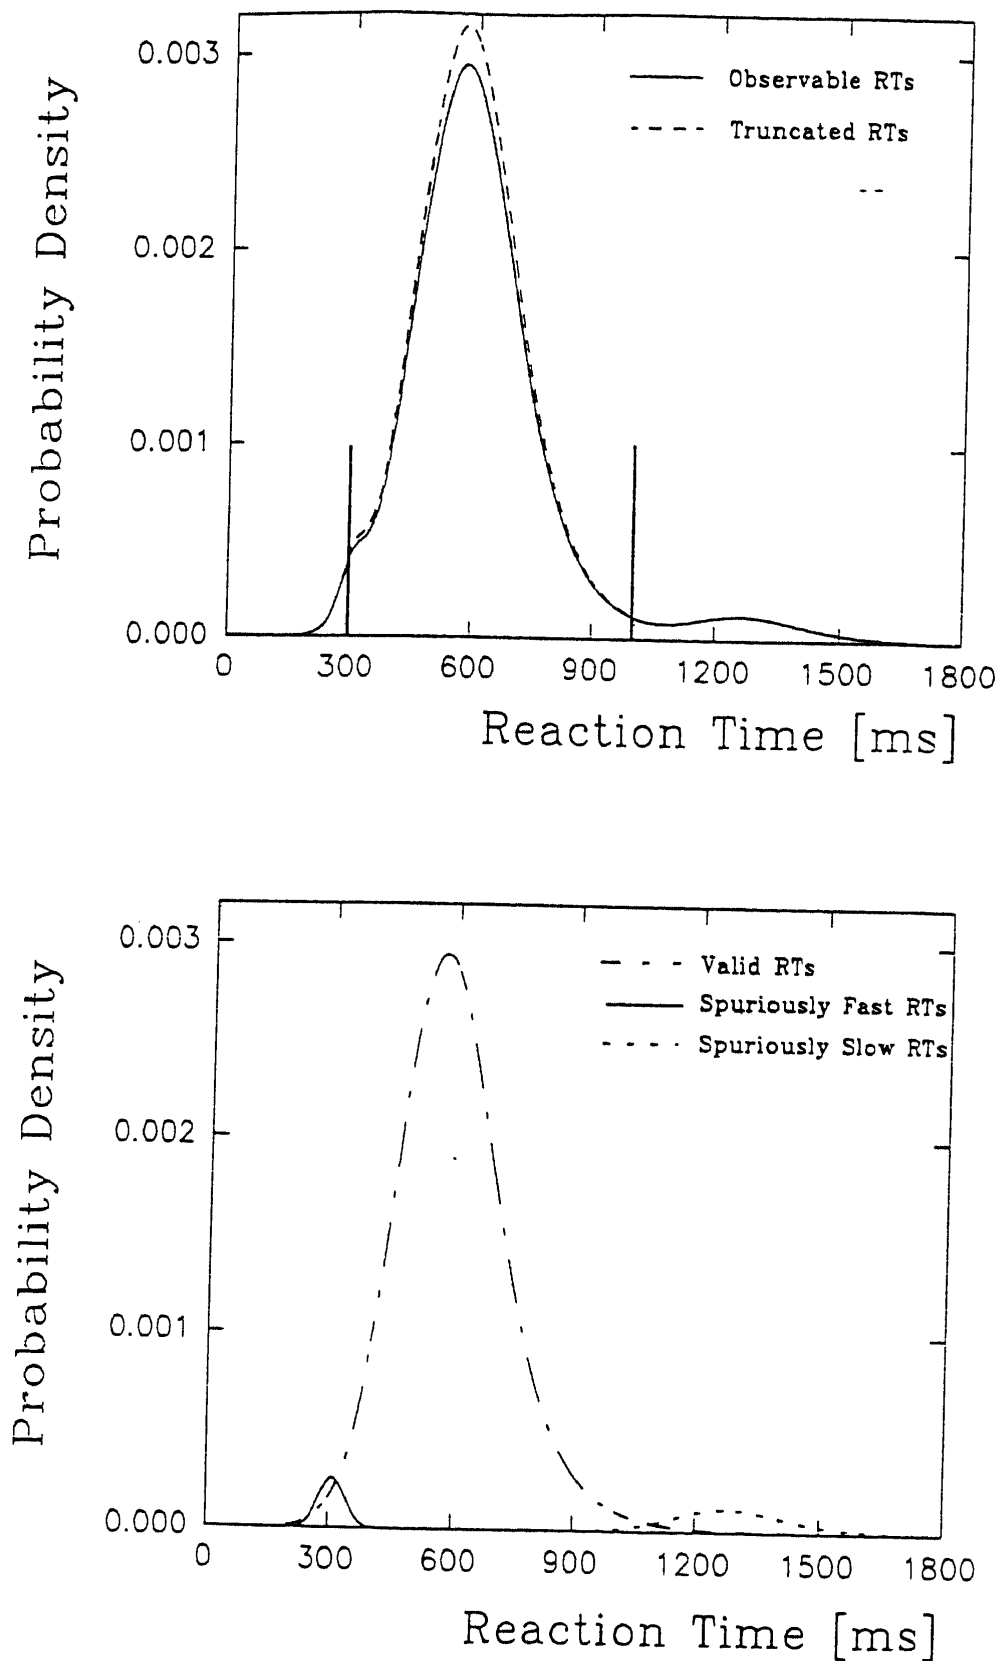 0.003
0.002
0.001
0.000
Probability Density
Observable RTs
Truncated RTs
0 300 600 900 1200 1500 1800
Reaction Time [ms]
0.003
0.002
0.001
0.000
Probability Density
Valid RTs
Spuriously Fast RTs
Spuriously Slow RTs
0 300 600 900 1200 1500 1800
Reaction Time [ms]